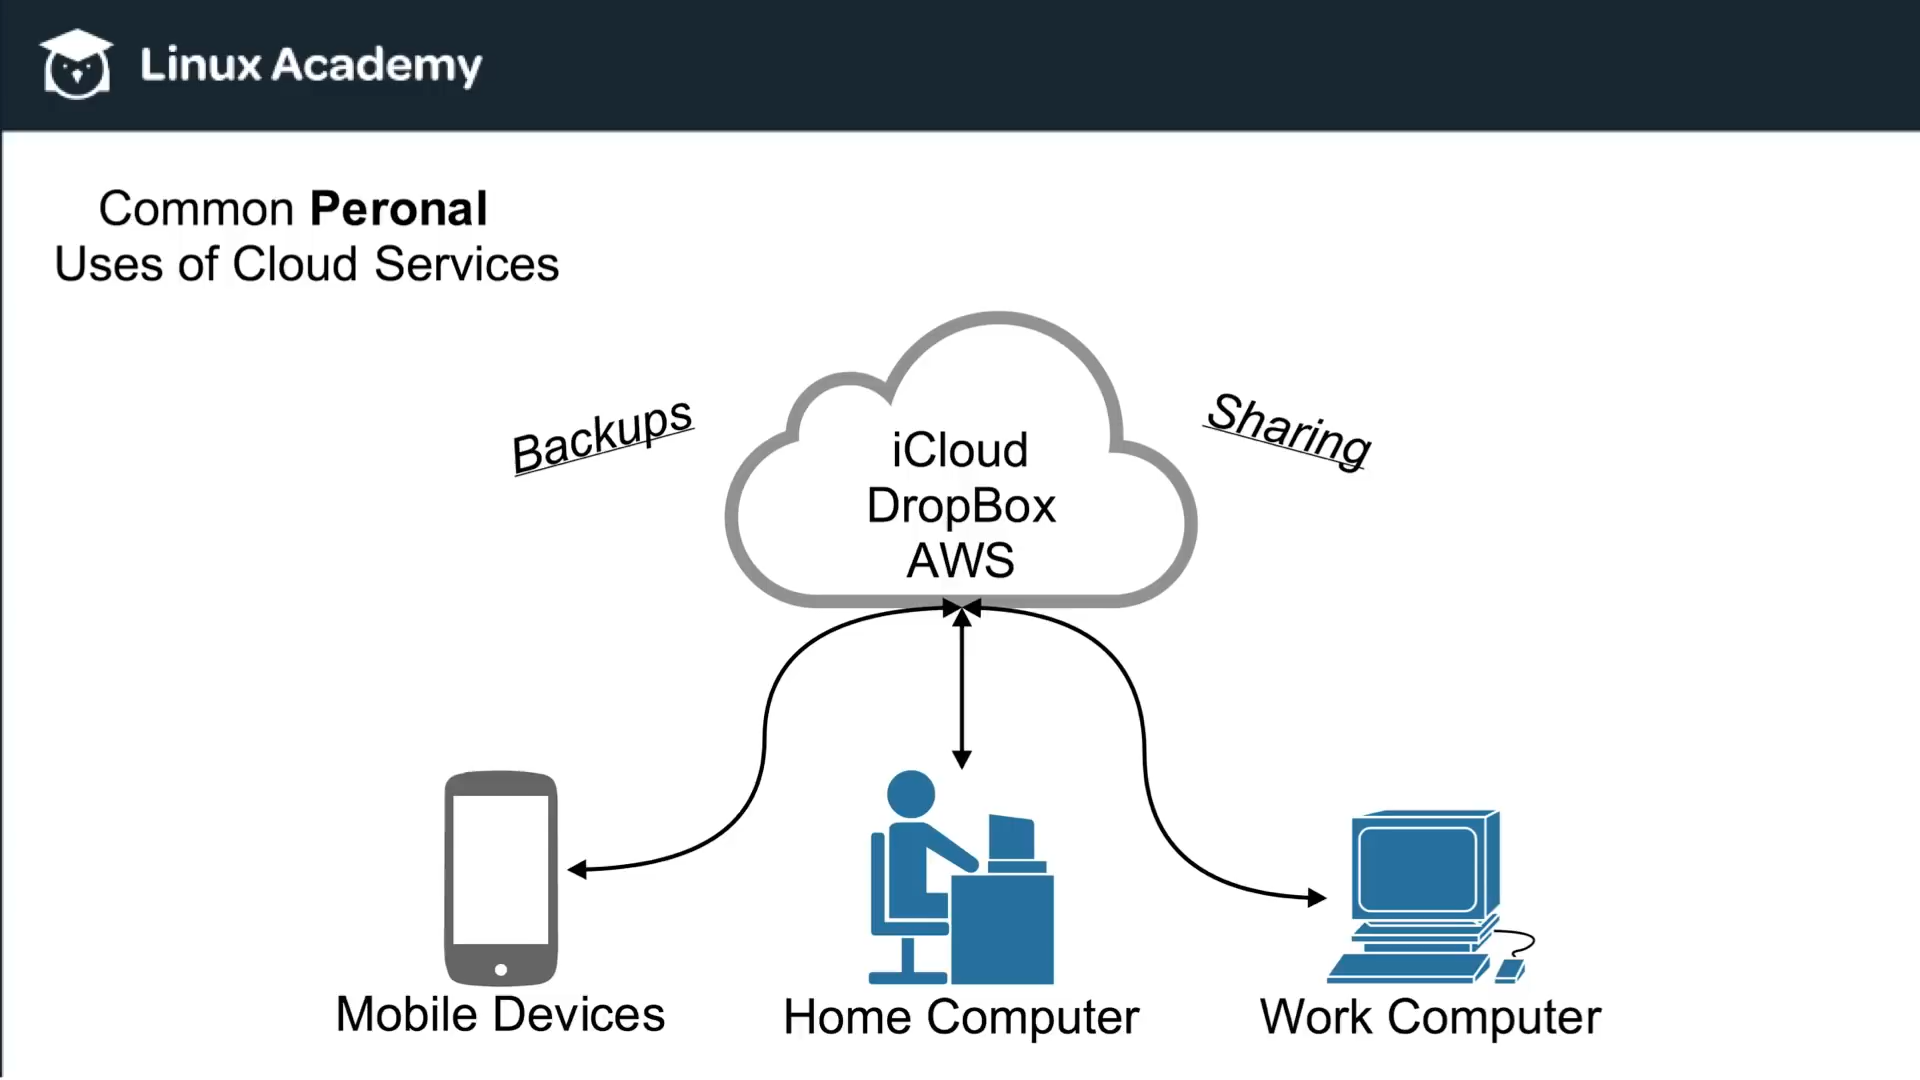 Linux Academy
Common Peronal
Uses of Cloud Services
Backups
Sharing
iCloud
DropBox
AWS
Mobile Devices
Home Computer
Work Computer